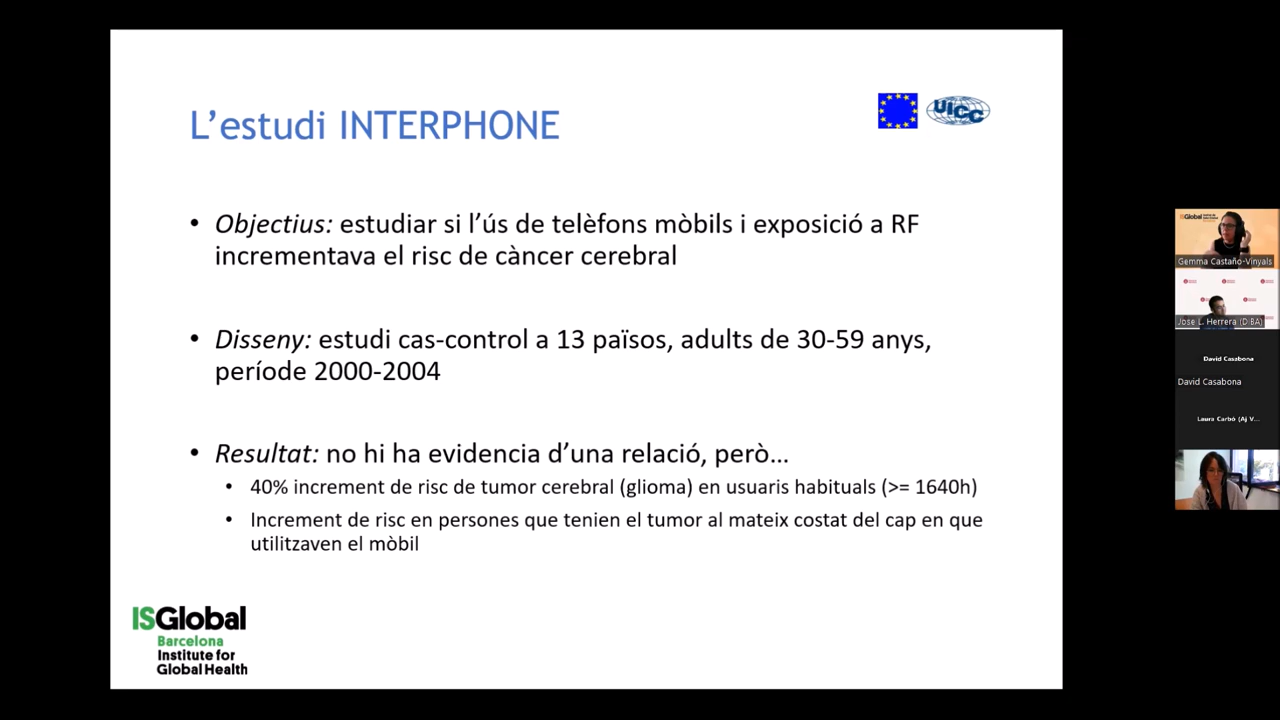 L'estudi INTERPHONE
UICC
• Objectius: estudiar si l'ús de telèfons mòbils i exposició a RF
incrementava el risc de càncer cerebral
• Disseny: estudi cas-control a 13 països, adults de 30-59 anys,
període 2000-2004
• Resultat: no hi ha evidencia d'una relació, però...
• 40% increment de risc de tumor cerebral (glioma) en usuaris habituals (>= 1640h)
• Increment de risc en persones que tenien el tumor al mateix costat del cap en que
utilitzaven el mòbil
ISGlobal
Barcelona
Institute for
Global Health
ISGlobal
Gemma Castaño-Vinyals
Jose L. Herrera (DIBA)
David Casabona
David Casabona
Laura Carbó (Aj V...